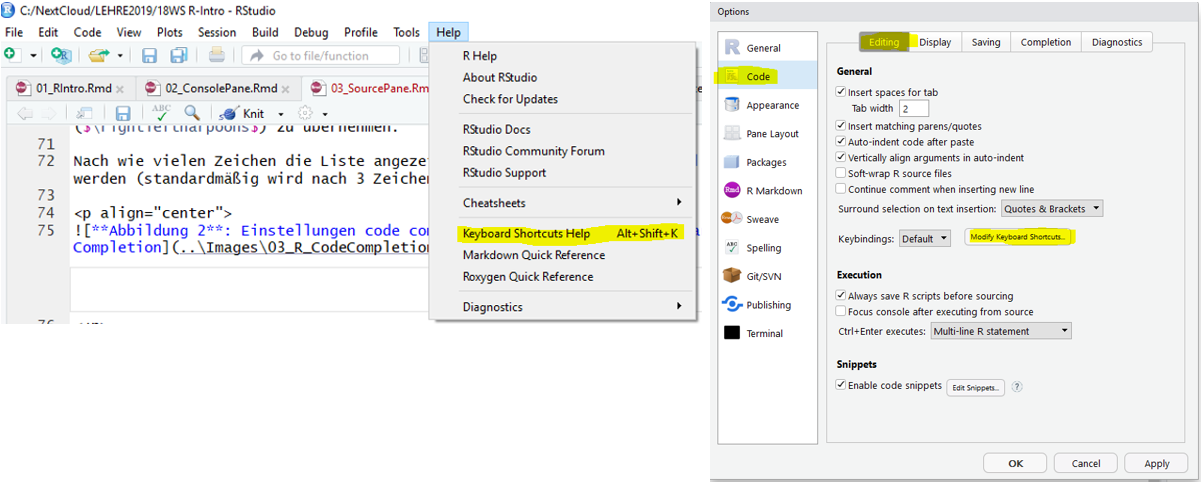 C:/NextCloud/LEHRE2019/18WS R-Intro - RStudio
File Edit Code View Plots Session Build Debug Profile Tools Help
Go to file/function
01_RIntro.Rmd 02_ConsolePane.Rmd 03_SourcePane.Rm
ABC Knit
($\rightleftharpoons$) zu übernehmen.
71
72 Nach wie vielen Zeichen die Liste angeze
werden (standardmäßig wird nach 3 Zeichen
73
74 <p align="center">
75 ![**Abbildung 2**: Einstellungen code com
Completion](..\Images\03_R_CodeCompletion
76
R Help
About RStudio
Check for Updates
RStudio Docs
RStudio Community Forum
RStudio Support
Cheatsheets
Keyboard Shortcuts Help Alt+Shift+K
Markdown Quick Reference
Roxygen Quick Reference
Diagnostics
Options
General
Code
Appearance
Pane Layout
Packages
R Markdown
Sweave
Spelling
Git/SVN
Publishing
Terminal
Editing Display Saving Completion Diagnostics
General
Insert spaces for tab
Tab width 2
Insert matching parens/quotes
Auto-indent code after paste
Vertically align arguments in auto-indent
Soft-wrap R source files
Continue comment when inserting new line
Surround selection on text insertion: Quotes & Brackets
Keybindings: Default Modify Keyboard Shortcuts...
Execution
Always save R scripts before sourcing
Focus console after executing from source
Ctrl+Enter executes: Multi-line R statement
Snippets
Enable code snippets Edit Snippets... ?
OK Cancel Apply